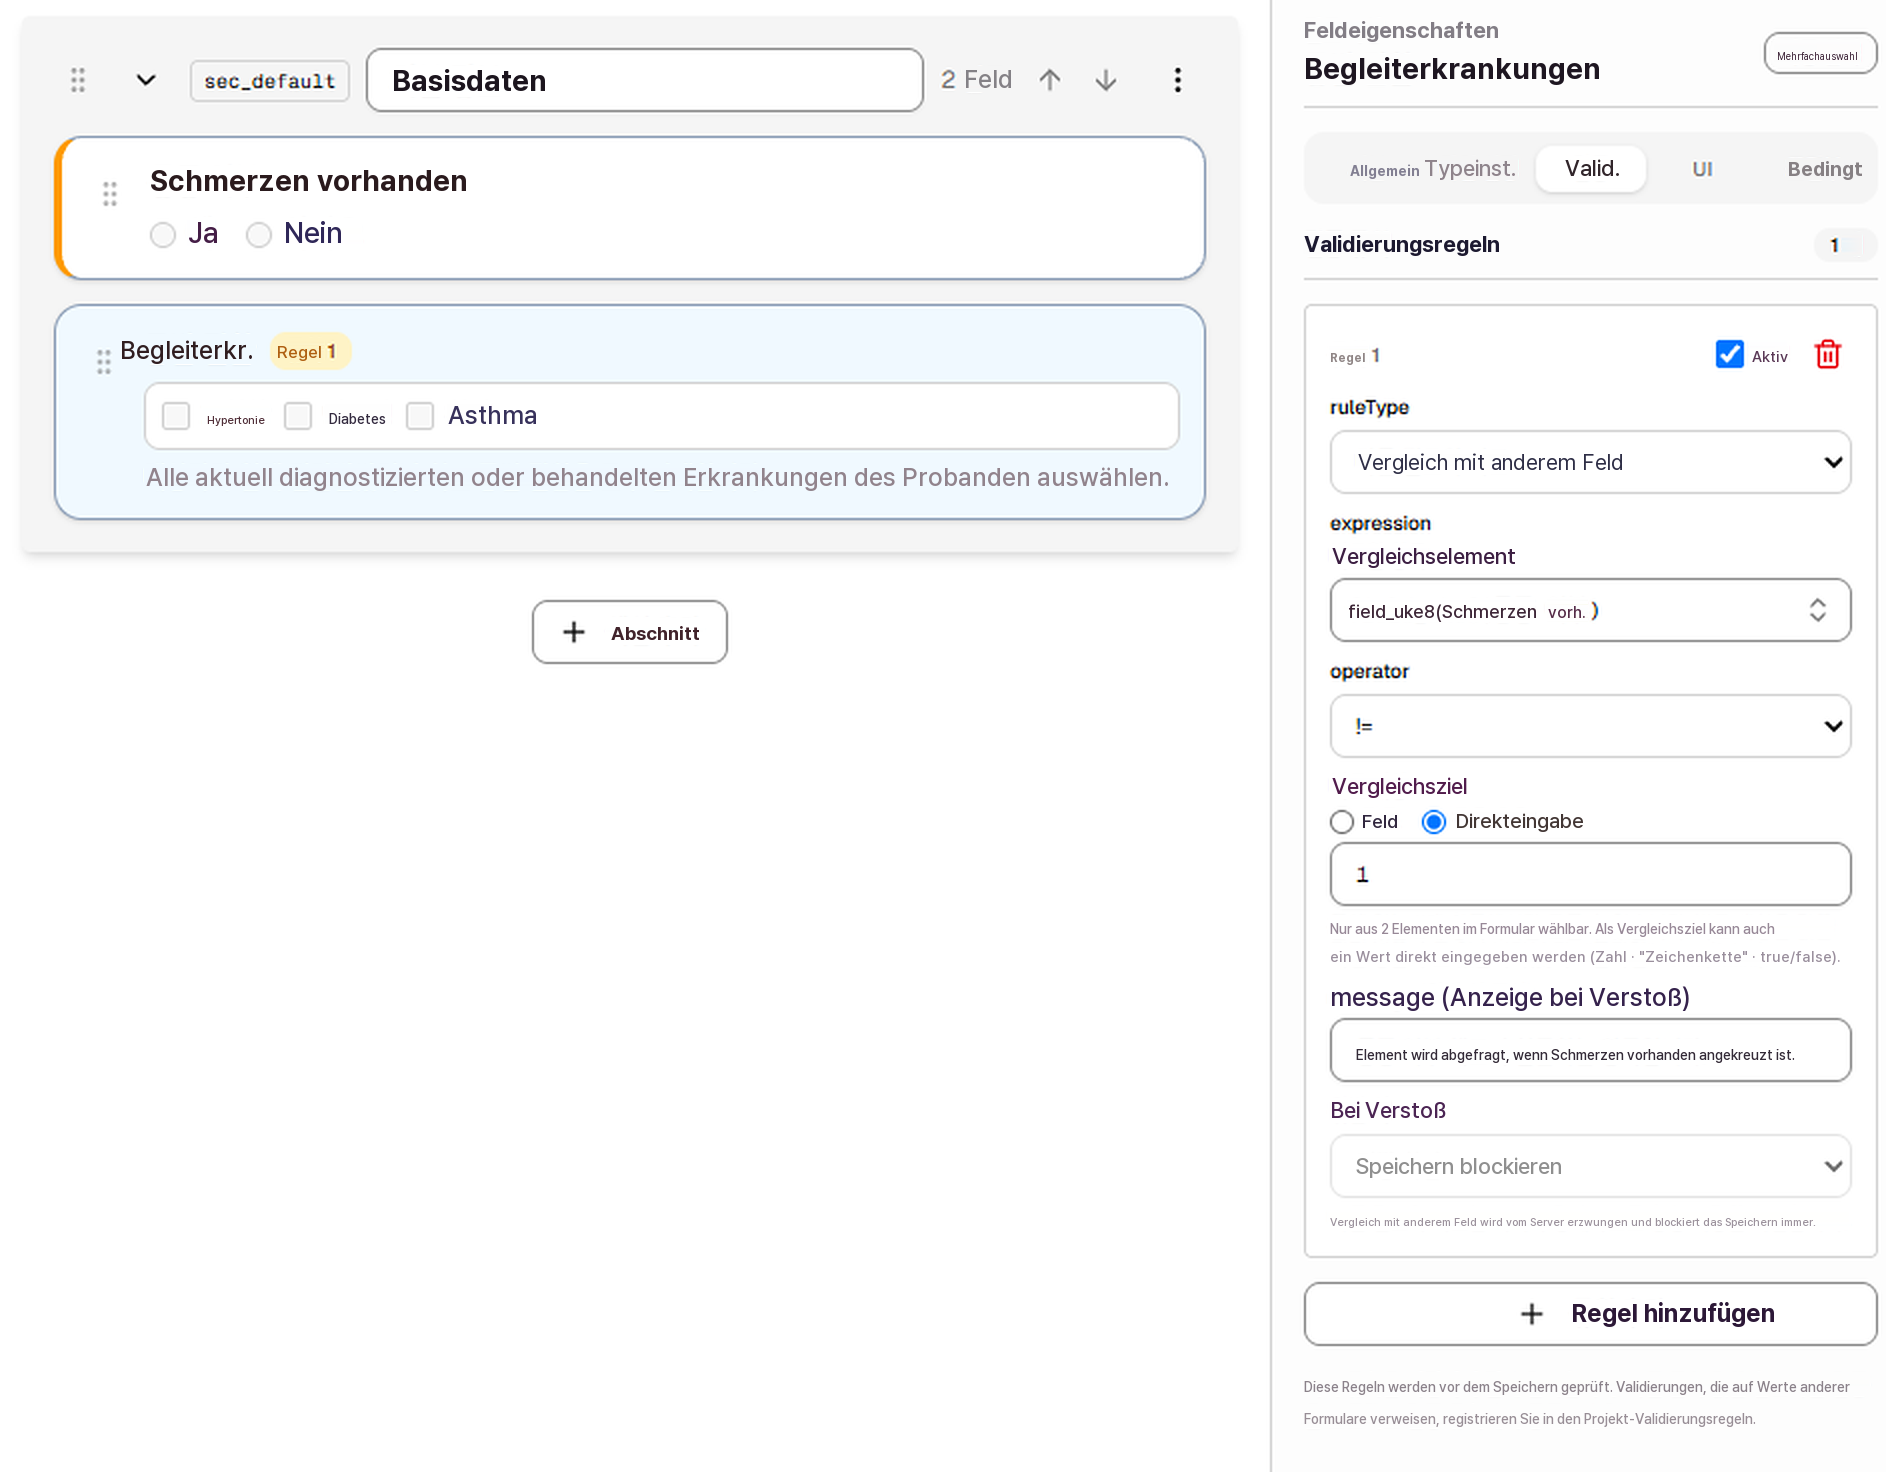 sec_default
Basisdaten
2 Feld
Schmerzen vorhanden
Ja
Nein
Begleiterkr.
Regel 1
Hypertonie
Diabetes
Asthma
Alle aktuell diagnostizierten oder behandelten Erkrankungen des Probanden auswählen.
Abschnitt
Feldeigenschaften
Begleiterkrankungen
Mehrfachauswahl
Allgemein
Typeinst.
Valid.
UI
Bedingt
Validierungsregeln
1
Regel 1
Aktiv
ruleType
Vergleich mit anderem Feld
expression
Vergleichselement
field_uke8(Schmerzen vorh. )
operator
!=
Vergleichsziel
Feld
Direkteingabe
1
Nur aus 2 Elementen im Formular wählbar. Als Vergleichsziel kann auch
ein Wert direkt eingegeben werden (Zahl · "Zeichenkette" · true/false).
message (Anzeige bei Verstoß)
Element wird abgefragt, wenn Schmerzen vorhanden angekreuzt ist.
Bei Verstoß
Speichern blockieren
Vergleich mit anderem Feld wird vom Server erzwungen und blockiert das Speichern immer.
Regel hinzufügen
Diese Regeln werden vor dem Speichern geprüft. Validierungen, die auf Werte anderer
Formulare verweisen, registrieren Sie in den Projekt-Validierungsregeln.